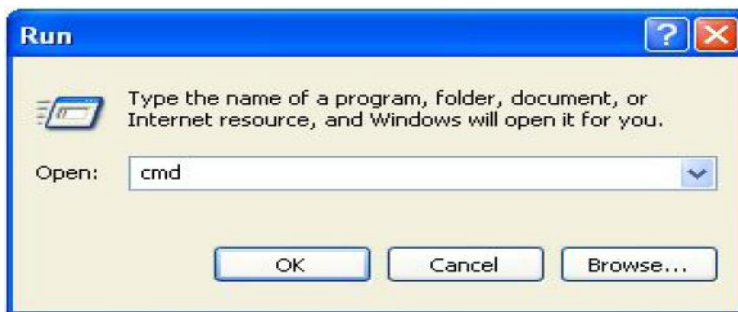 Run
Type the name of a program, folder, document, or
Internet resource, and Windows will open it for you.
Open: cmd
OK Cancel Browse...